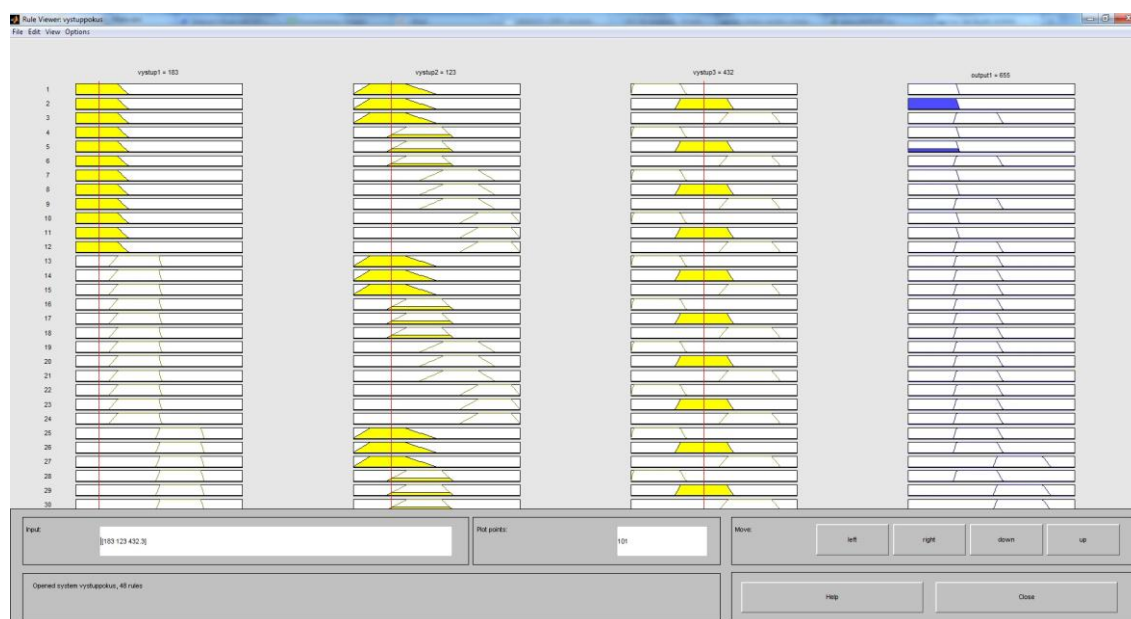 Rule Viewer: vystuppokus
File Edit View Options
vystup1 = 183
vystup2 = 123
vystup3 = 432
output1 = 655
1
2
3
4
5
6
7
8
9
10
11
12
13
14
15
16
17
18
19
20
21
22
23
24
25
26
27
28
29
30
Input:
[183 123 432.3]
Plot points:
101
Move:
left
right
down
up
Opened system vystuppokus, 48 rules
Help
Close